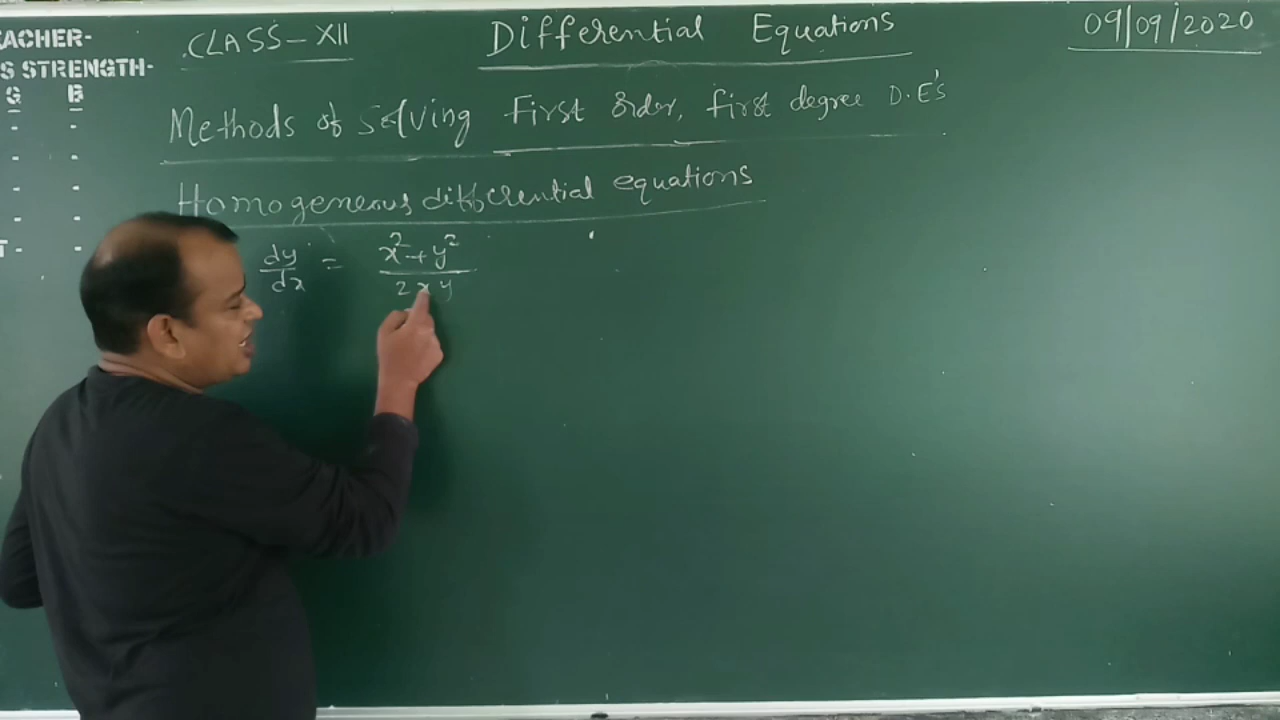 EACHER-
S STRENGTH-
G B
CLASS-XII
Differential Equations
09/09/2020
Methods of solving First order, first degree D.E's
Homogeneous differential equations
dy/dx = x²+y²/2xy
T-